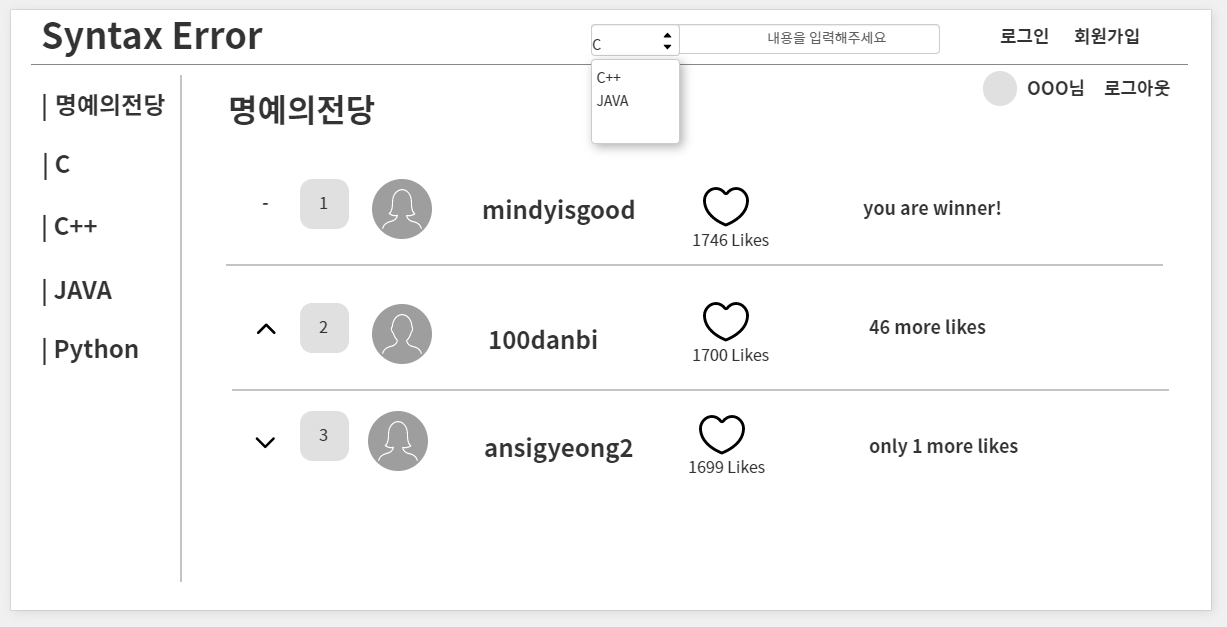 Syntax Error
C
내용을 입력해주세요
로그인 회원가입
C++
JAVA
OOO님 로그아웃
| 명예의전당
| C
| C++
| JAVA
| Python
명예의전당
- 1 mindyisgood
1746 Likes
you are winner!
2 100danbi
1700 Likes
46 more likes
3 ansigyeong2
1699 Likes
only 1 more likes